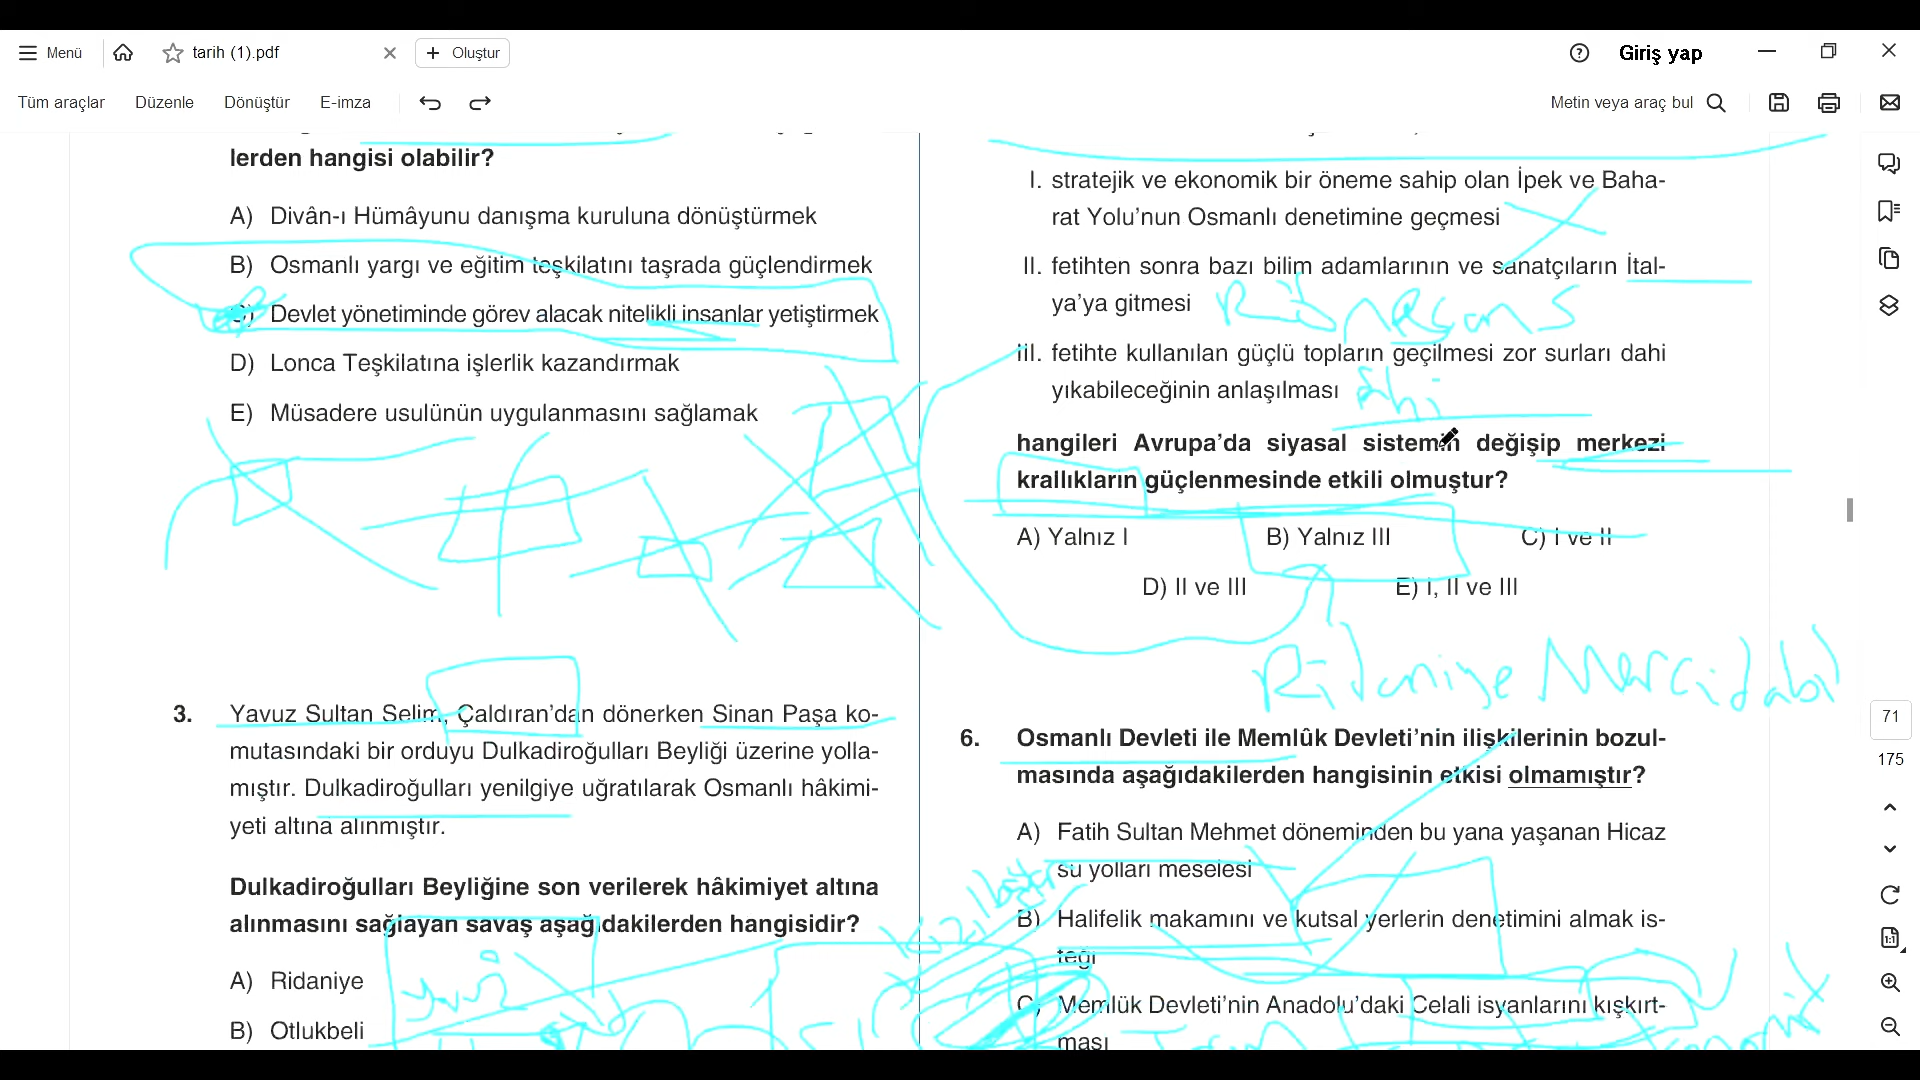 Menü
tarih (1).pdf
Oluştur
Giriş yap
Tüm araçlar
Düzenle
Dönüştür
E-imza
Metin veya araç bul
lerden hangisi olabilir?
A) Divân-ı Hümâyunu danışma kuruluna dönüştürmek
B) Osmanlı yargı ve eğitim teşkilatını taşrada güçlendirmek
Devlet yönetiminde görev alacak nitelikli insanlar yetiştirmek
D) Lonca Teşkilatına işlerlik kazandırmak
E) Müsadere usulünün uygulanmasını sağlamak
3. Yavuz Sultan Selim, Çaldıran'dan dönerken Sinan Paşa ko-
mutasındaki bir orduyu Dulkadiroğulları Beyliği üzerine yolla-
mıştır. Dulkadiroğulları yenilgiye uğratılarak Osmanlı hâkimi-
yeti altına alınmıştır.
Dulkadiroğulları Beyliğine son verilerek hâkimiyet altına
alınmasını sağlayan savaş aşağıdakilerden hangisidir?
A) Ridaniye
B) Otlukbeli
I. stratejik ve ekonomik bir öneme sahip olan İpek ve Baha-
rat Yolu'nun Osmanlı denetimine geçmesi
II. fetihten sonra bazı bilim adamlarının ve sanatçıların İtal-
ya'ya gitmesi
III. fetihte kullanılan güçlü topların geçilmesi zor surları dahi
yıkabileceğinin anlaşılması
hangileri Avrupa'da siyasal sistemin değişip merkezi
krallıkların güçlenmesinde etkili olmuştur?
A) Yalnız I
B) Yalnız III
C) I ve II
D) II ve III
E) I, II ve III
Ridaniye Mercidabı
6. Osmanlı Devleti ile Memlûk Devleti'nin ilişkilerinin bozul-
masında aşağıdakilerden hangisinin etkisi olmamıştır?
A) Fatih Sultan Mehmet döneminden bu yana yaşanan Hicaz
su yolları meselesi
B) Halifelik makamını ve kutsal yerlerin denetimini almak is-
teği
C) Memlûk Devleti'nin Anadolu'daki Celali isyanlarını kışkırt-
ması
71
175
1:1